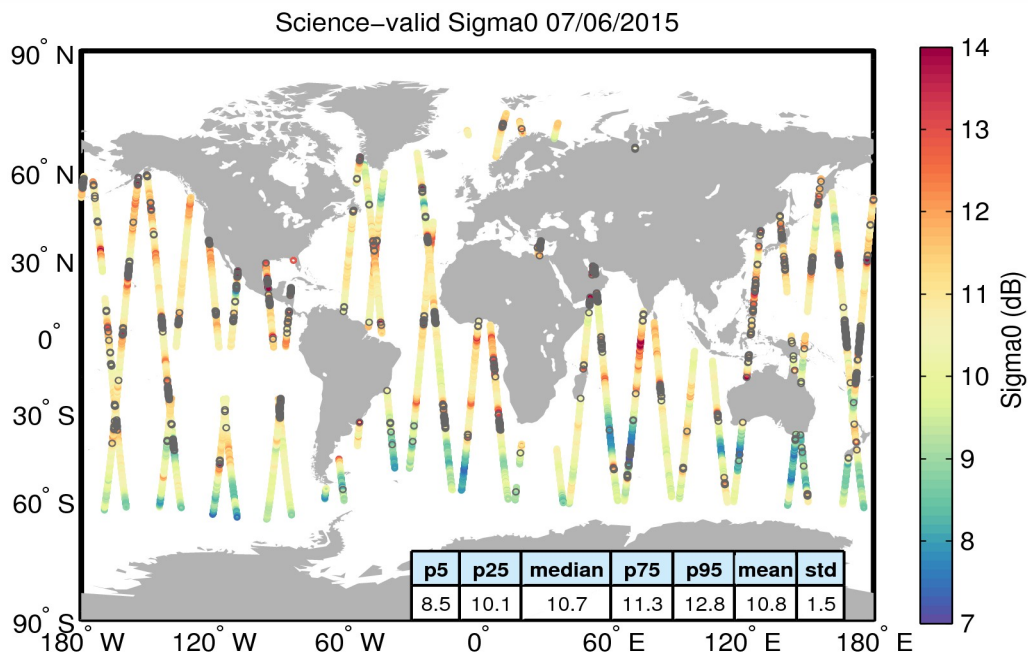 Science−valid Sigma0 07/06/2015
90° N
60° N
30° N
0°
30° S
60° S
90° S
180° W
120° W
60° W
0°
60° E
120° E
180° E
14
13
12
11
10
9
8
7
Sigma0 (dB)
p5 p25 median p75 p95 mean std
8.5 10.1 10.7 11.3 12.8 10.8 1.5